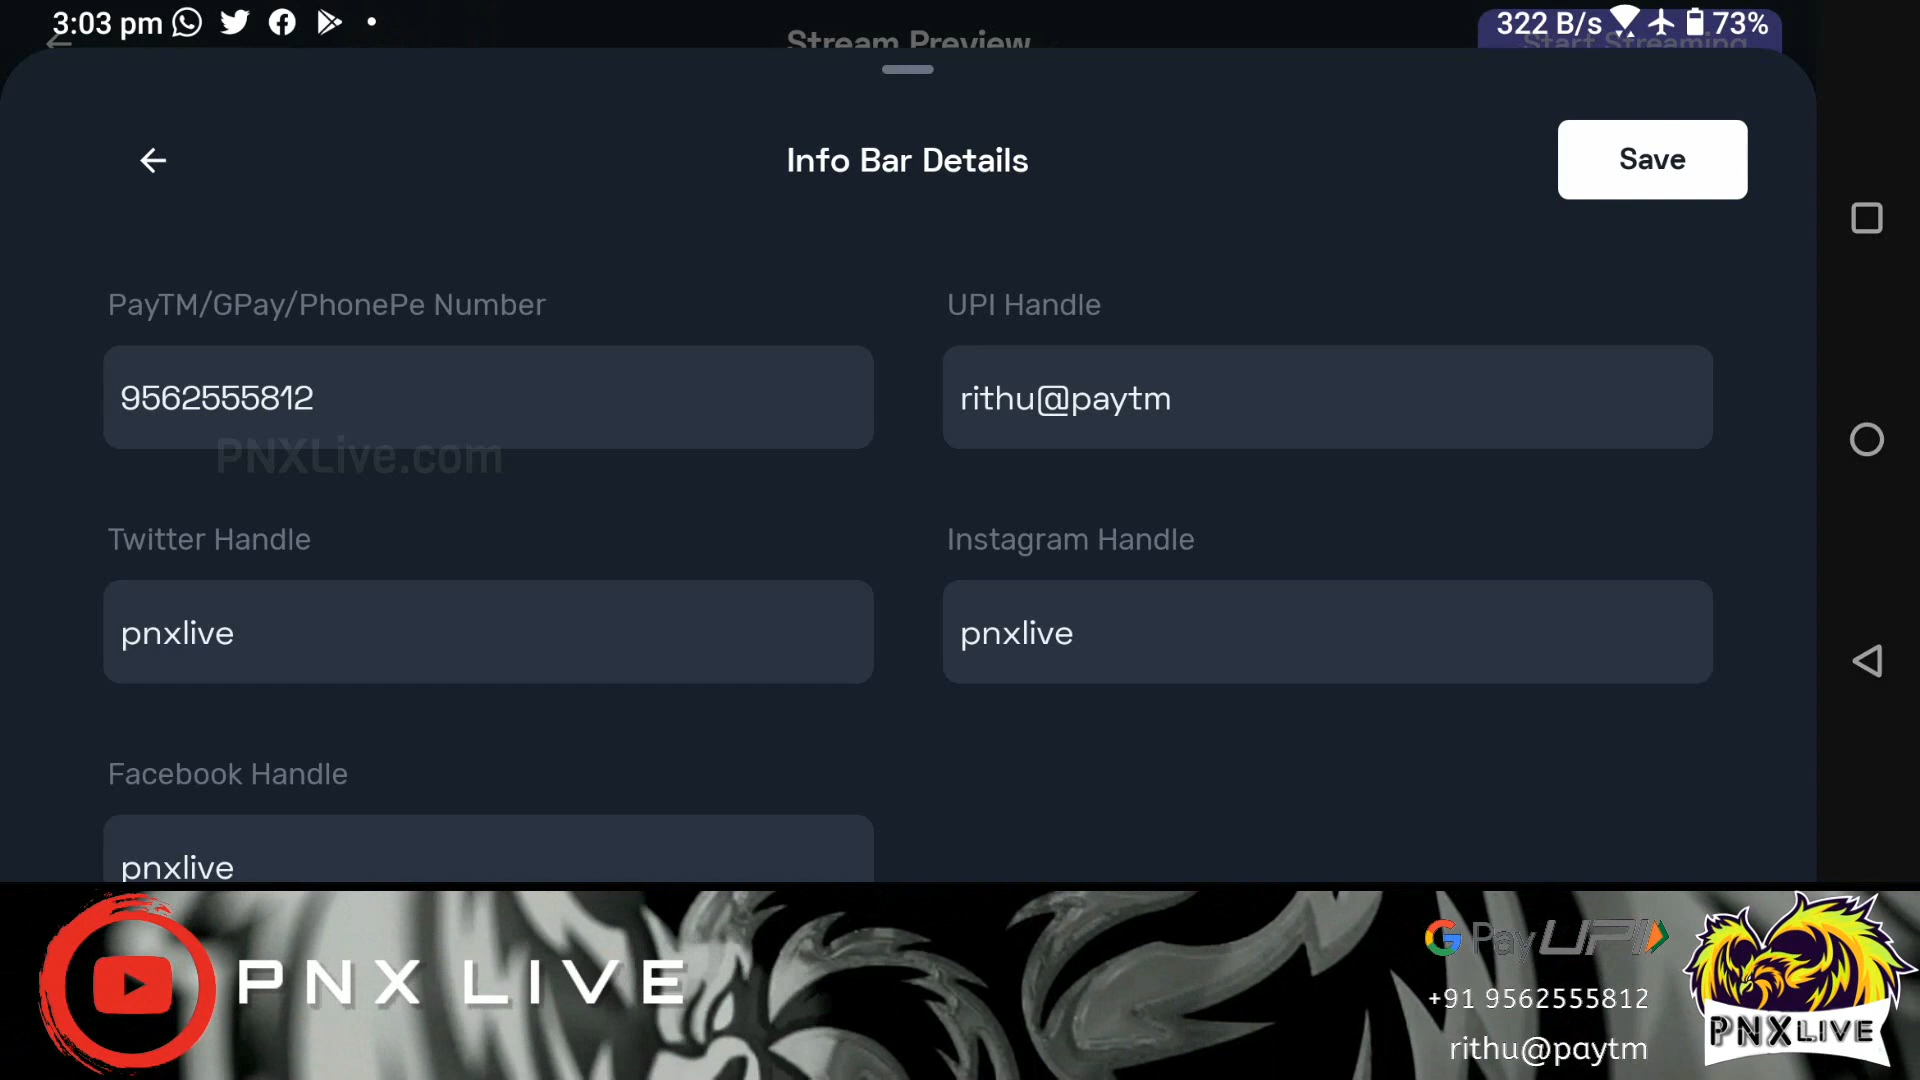 3:03 pm
322 B/s 73%
Stream Preview
Start Streaming
Info Bar Details
Save
PayTM/GPay/PhonePe Number
UPI Handle
9562555812
rithu@paytm
PNXLive.com
Twitter Handle
Instagram Handle
pnxlive
pnxlive
Facebook Handle
pnxlive
PNX LIVE
G Pay UPI
+91 9562555812
rithu@paytm
PNXLIVE